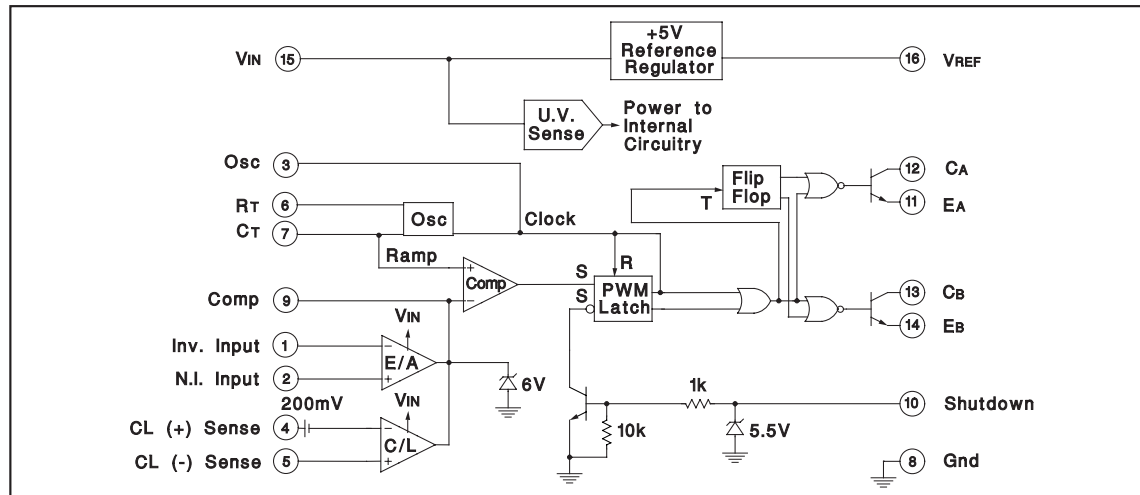 VIN 15
+5V
Reference
Regulator
16 VREF
U.V.
Sense
Power to
Internal
Circuitry
Osc 3
RT 6
CT 7
Osc
Clock
Ramp
T
Flip
Flop
12 CA
11 EA
+
−
Comp
S
R
S
PWM
Latch
13 CB
14 EB
Comp 9
VIN
Inv. Input 1
−
E/A
N.I. Input 2
+
6V
200mV
VIN
CL (+) Sense 4
−
C/L
CL (-) Sense 5
+
1k
10k
5.5V
10 Shutdown
8 Gnd